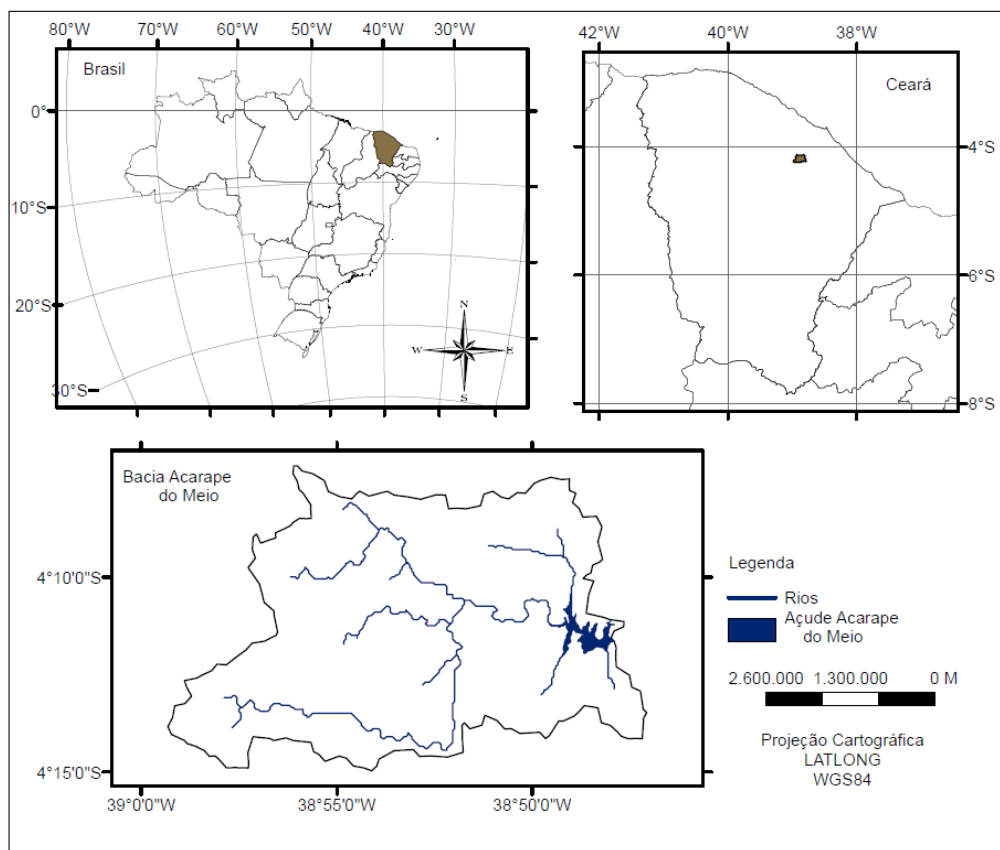 80°W 70°W 60°W 50°W 40°W 30°W
Brasil
0°
10°S
20°S
30°S
N
W E
S
42°W 40°W 38°W
Ceará
4°S
6°S
8°S
Bacia Acarape
do Meio
4°10'0"S
4°15'0"S
39°0'0"W 38°55'0"W 38°50'0"W
Legenda
Rios
Açude Acarape
do Meio
2.600.000 1.300.000 0 M
Projeção Cartográfica
LATLONG
WGS84